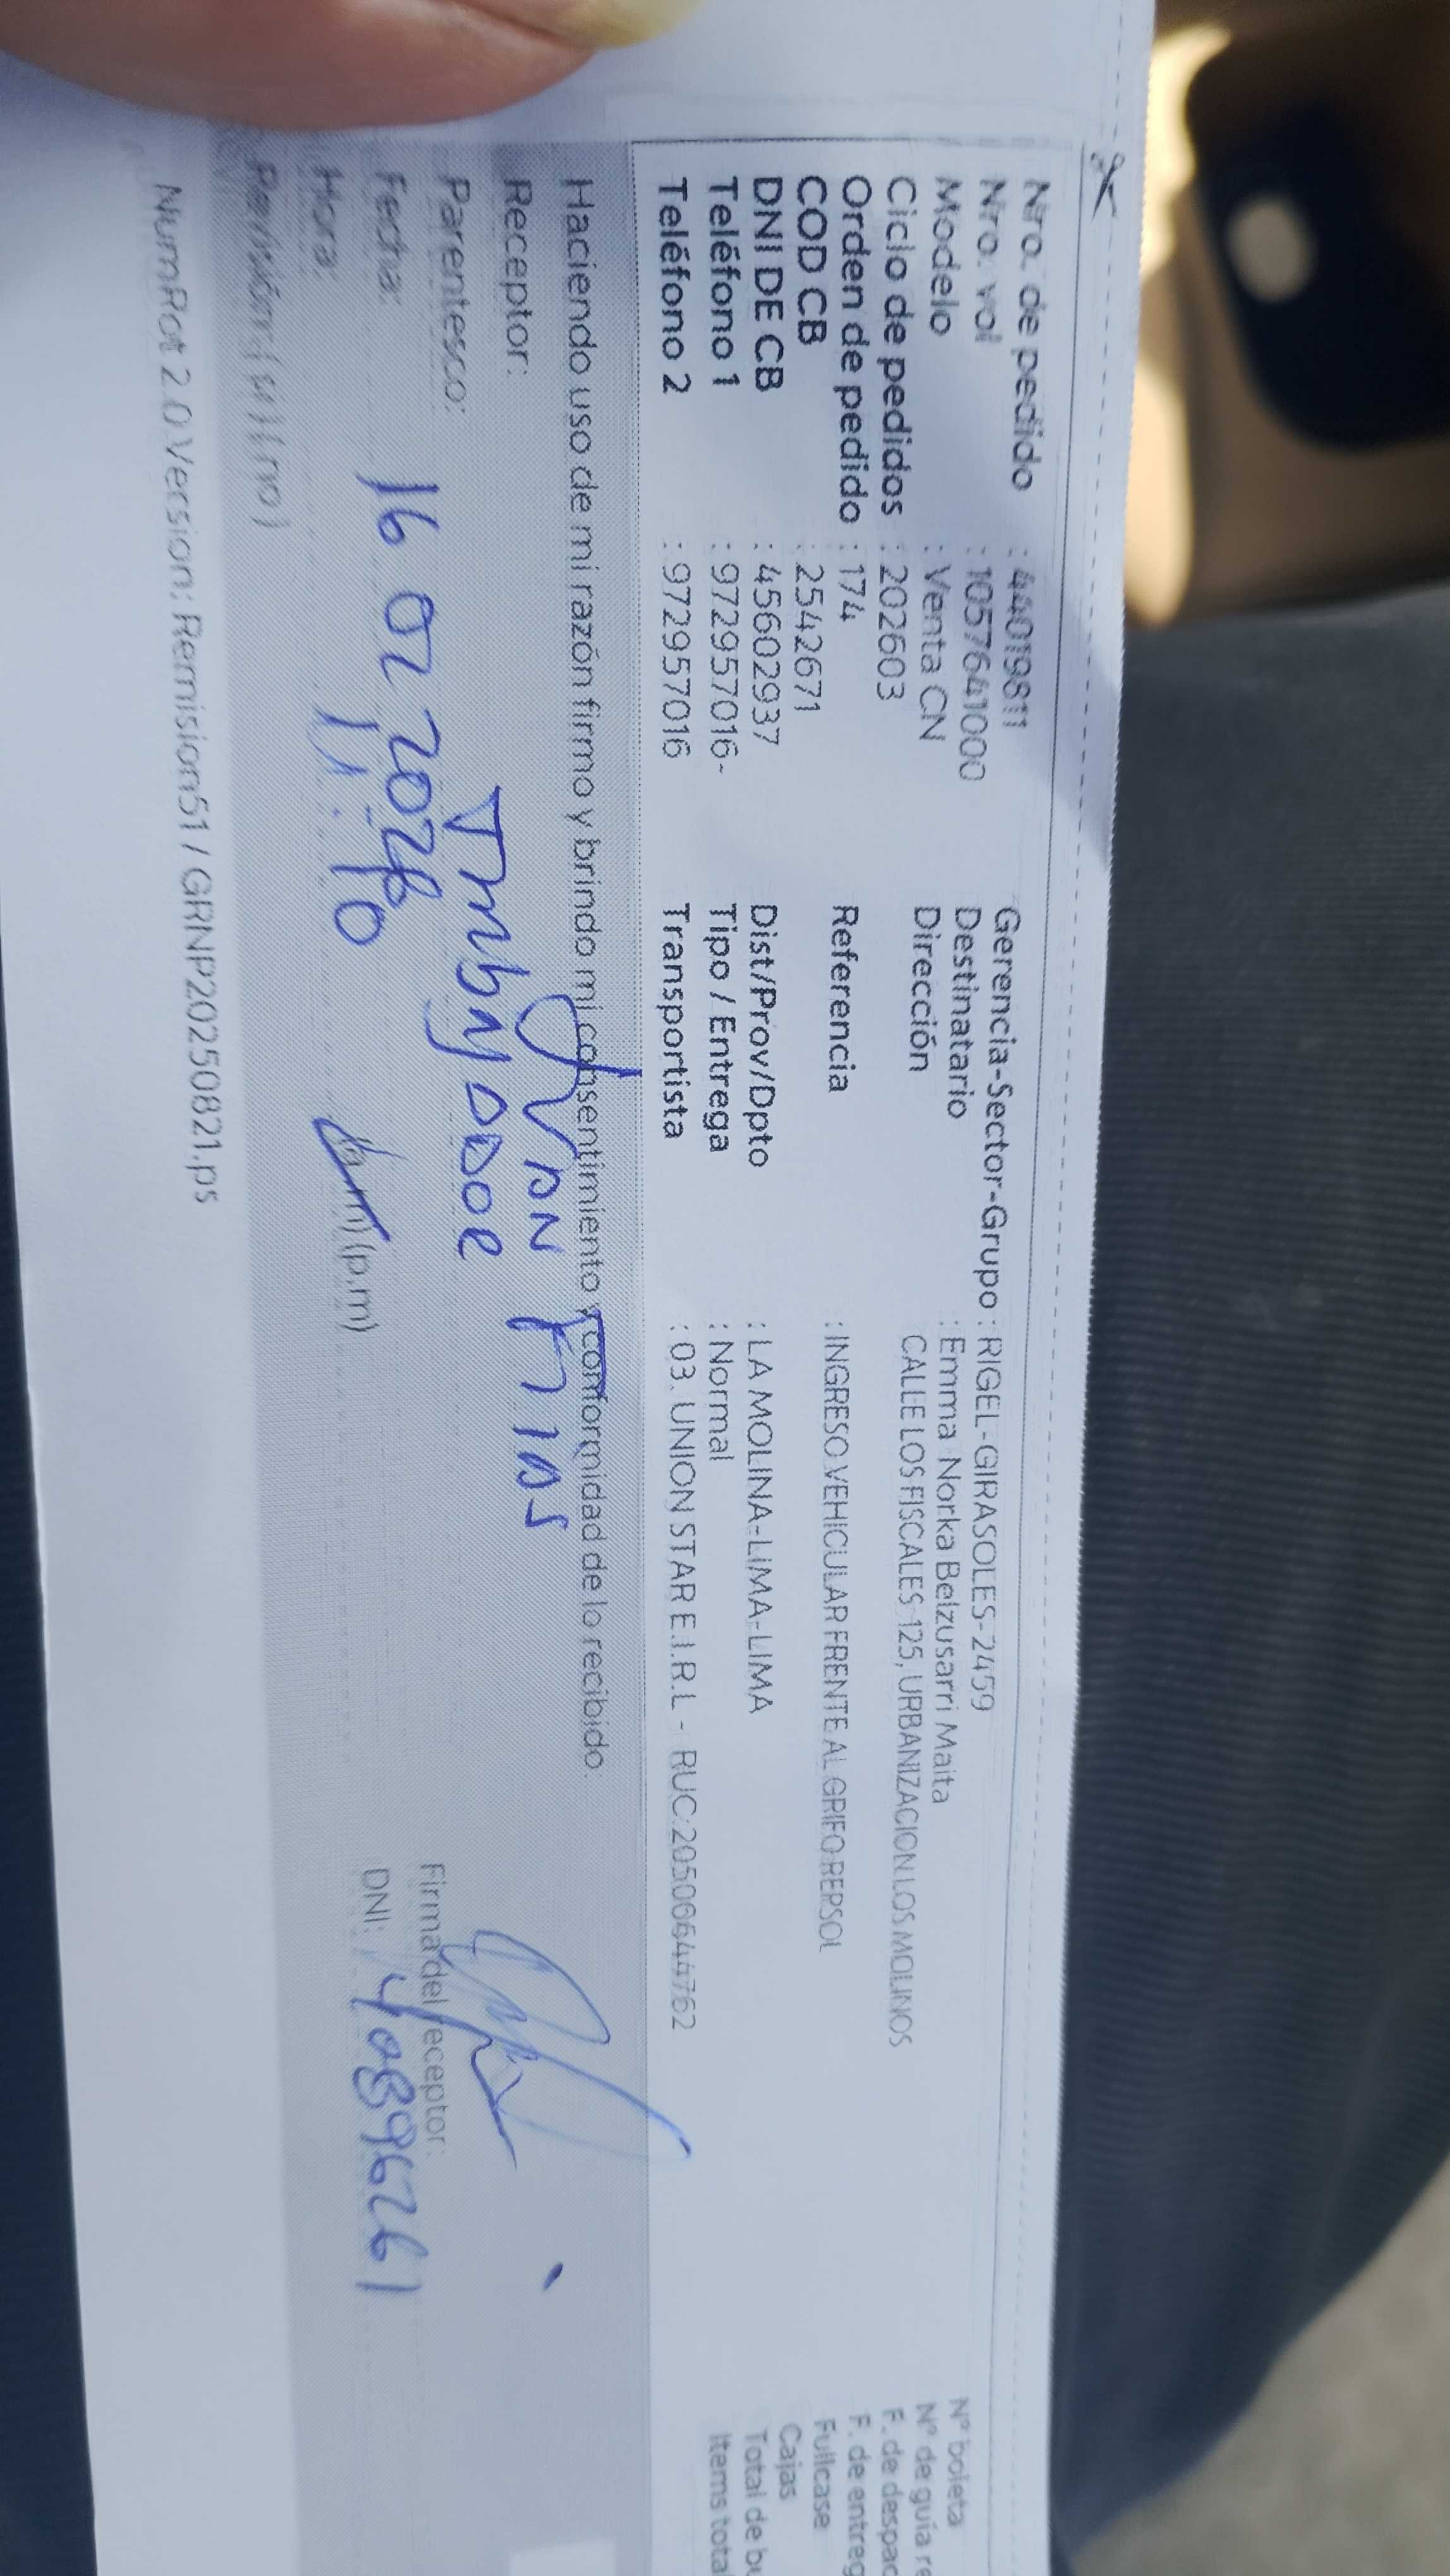 Nro. de pedido : 44019811
Nro. vol : 1057641000
Modelo : Venta CN
Ciclo de pedidos : 202603
Orden de pedido : 174
COD CB : 2542671
DNI DE CB : 45602937
Teléfono 1 : 972957016-
Teléfono 2 : 972957016
Gerencia-Sector-Grupo : RIGEL-GIRASOLES-2459
Destinatario : Emma Norka Belzusarri Maita
Dirección CALLE LOS FISCALES 125, URBANIZACION LOS MOLINOS
Referencia : INGRESO VEHICULAR FRENTE AL GRIFO REPSOL
Dist/Prov/Dpto : LA MOLINA-LIMA-LIMA
Tipo / Entrega : Normal
Transportista : 03. UNION STAR E.I.R.L - RUC:20500644762
N° boleta
N° de guía re
F. de despac
F. de entreg
Fullcase
Cajas
Total de bu
Items total
Haciendo uso de mi razón firmo y brindo mi consentimiento y conformidad de lo recibido.
Receptor:
Parentesco:
Fecha: 16 02 2026
Hora: 11:10 (a.m) (p.m)
Firma del receptor:
DNI:
NumRot 2.0 Version: Remision51 / GRNP20250821.ps